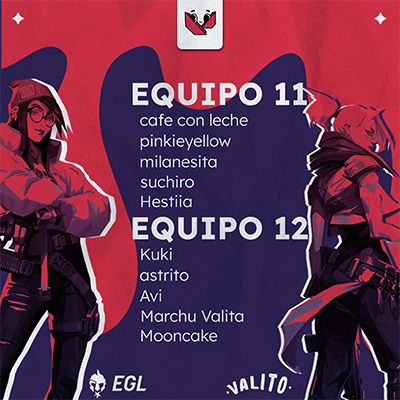 EQUIPO 11
cafe con leche
pinkieyellow
milanesita
suchiro
Hestiia
EQUIPO 12
Kuki
astrito
Avi
Marchu Valita
Mooncake
EGL
VALITO